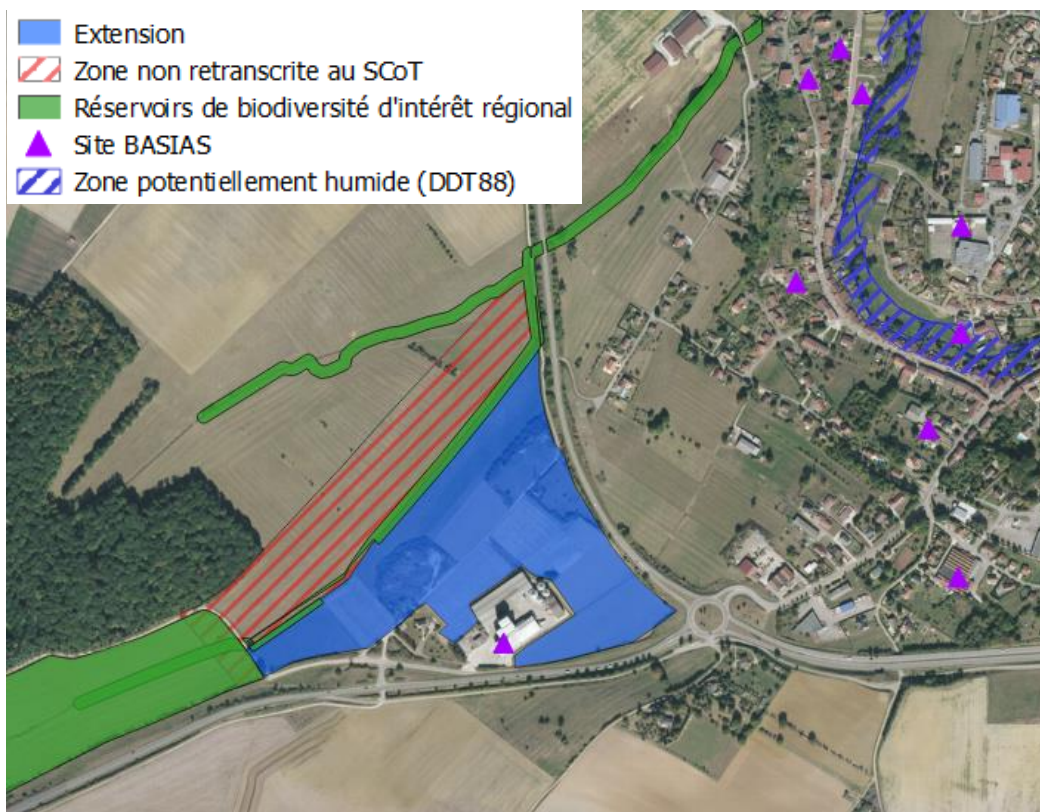 Extension
Zone non retranscrite au SCoT
Réservoirs de biodiversité d'intérêt régional
Site BASIAS
Zone potentiellement humide (DDT88)